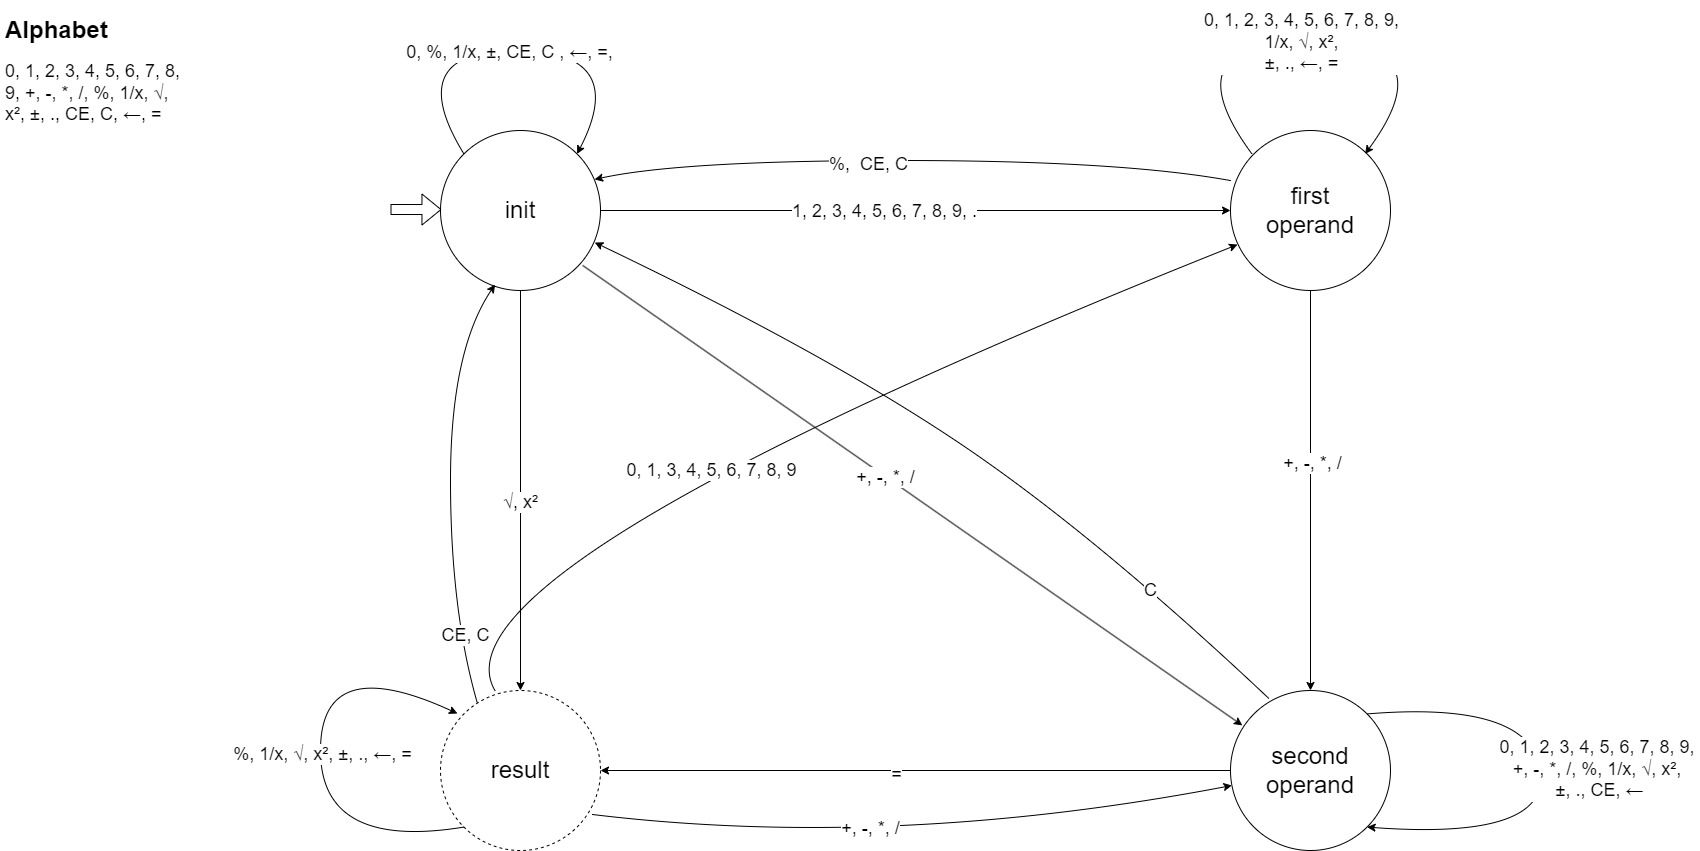 Alphabet
0, 1, 2, 3, 4, 5, 6, 7, 8,
9, +, -, *, /, %, 1/x, √,
x², ±, ., CE, C, ←, =
0, %, 1/x, ±, CE, C , ←, =,
0, 1, 2, 3, 4, 5, 6, 7, 8, 9,
1/x, √, x²,
±, ., ←, =
%,  CE, C
init
1, 2, 3, 4, 5, 6, 7, 8, 9, .
first
operand
0, 1, 3, 4, 5, 6, 7, 8, 9
+, -, *, /
+, -, *, /
√, x²
C
CE, C
%, 1/x, √, x², ±, ., ←, =
result
=
second
operand
0, 1, 2, 3, 4, 5, 6, 7, 8, 9,
+, -, *, /, %, 1/x, √, x²,
±, ., CE, ←
+, -, *, /